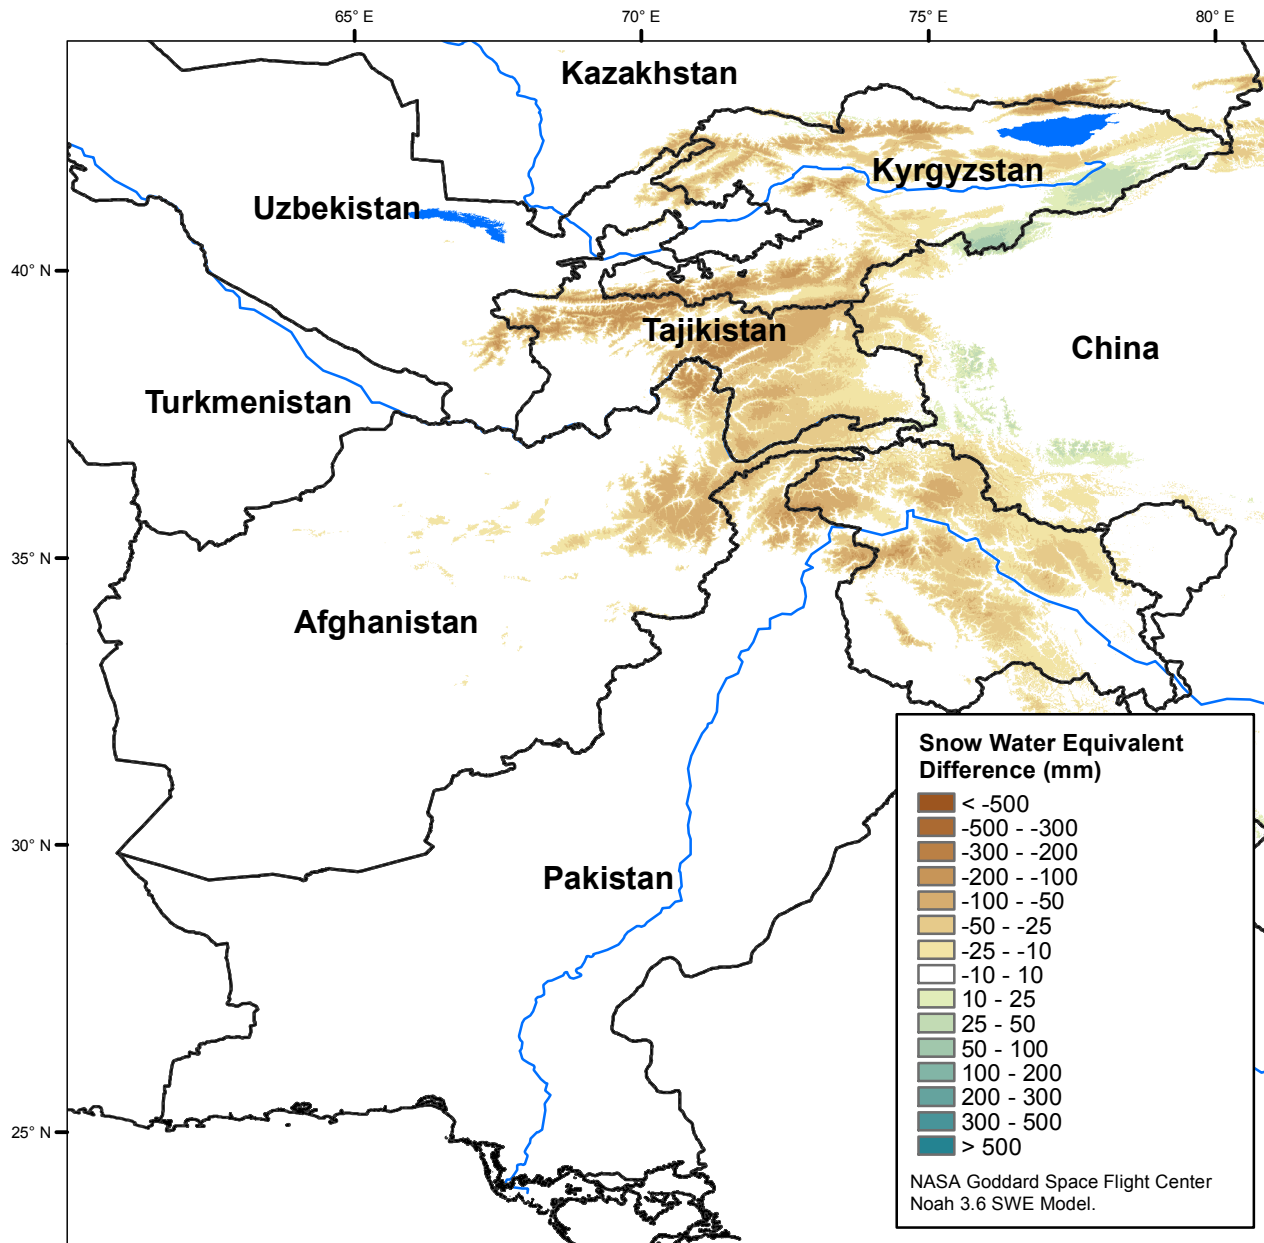 65° E
70° E
75° E
80° E
Kazakhstan
Kyrgyzstan
Uzbekistan
40° N
Tajikistan
China
Turkmenistan
35° N
Afghanistan
Snow Water Equivalent
Difference (mm)
< -500
-500 - -300
-300 - -200
-200 - -100
-100 - -50
-50 - -25
-25 - -10
-10 - 10
10 - 25
25 - 50
50 - 100
100 - 200
200 - 300
300 - 500
> 500
NASA Goddard Space Flight Center
Noah 3.6 SWE Model.
30° N
Pakistan
25° N